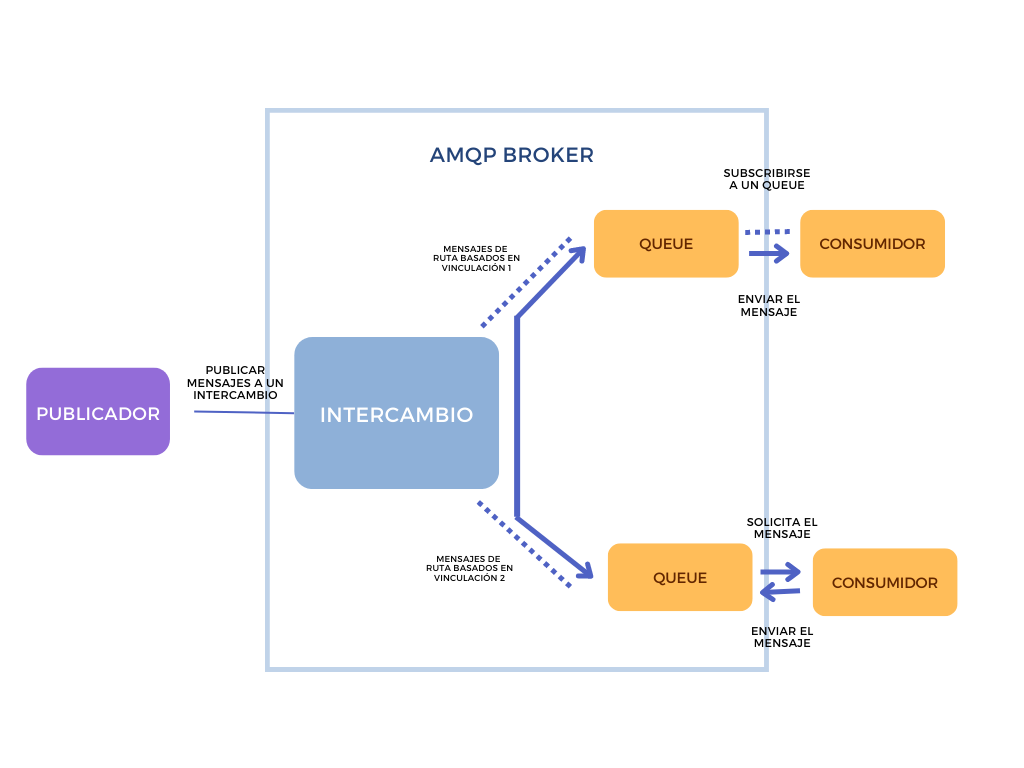 AMQP BROKER
SUBSCRIBIRSE
A UN QUEUE
QUEUE
CONSUMIDOR
MENSAJES DE
RUTA BASADOS EN
VINCULACIÓN 1
ENVIAR EL
MENSAJE
PUBLICAR
MENSAJES A UN
INTERCAMBIO
PUBLICADOR
INTERCAMBIO
SOLICITA EL
MENSAJE
MENSAJES DE
RUTA BASADOS EN
VINCULACIÓN 2
QUEUE
CONSUMIDOR
ENVIAR EL
MENSAJE